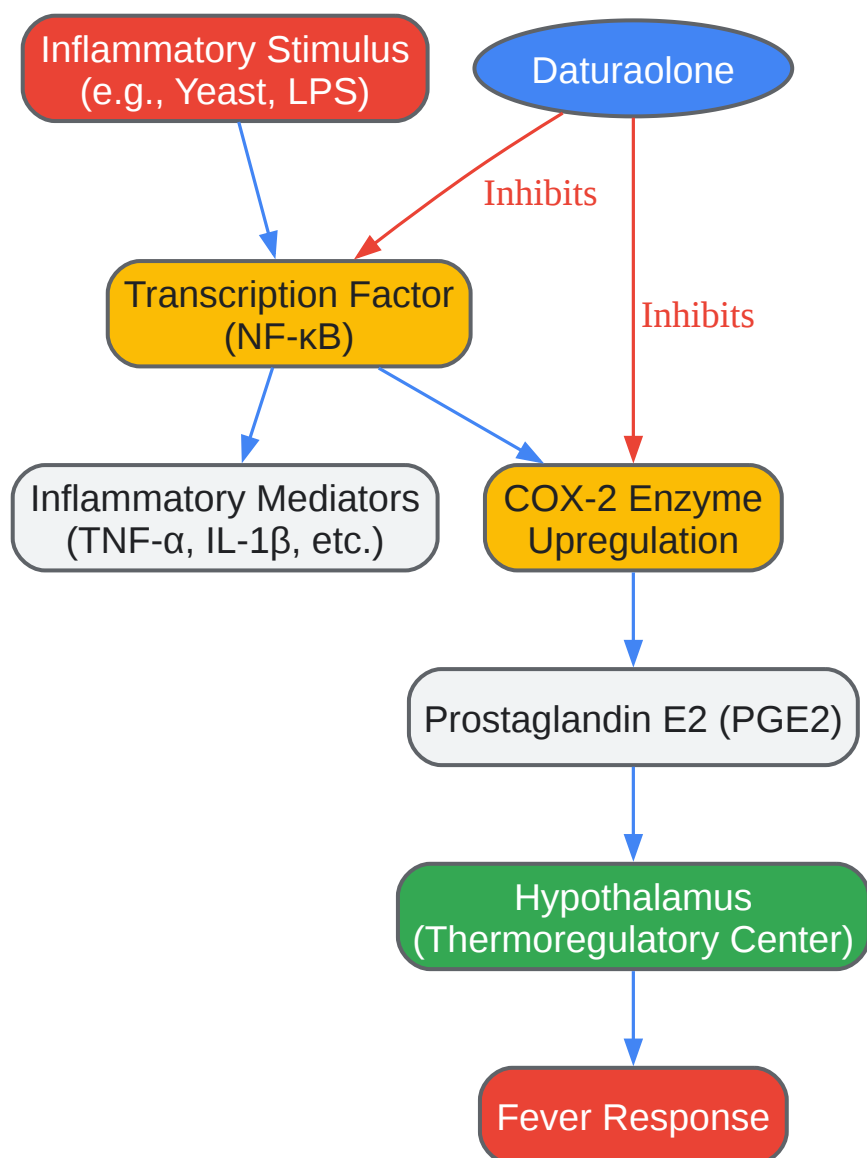 Inflammatory Stimulus
(e.g., Yeast, LPS)
Daturaolone
Inhibits
Transcription Factor
(NF-κB)
Inhibits
Inflammatory Mediators
(TNF-α, IL-1β, etc.)
COX-2 Enzyme
Upregulation
Prostaglandin E2 (PGE2)
Hypothalamus
(Thermoregulatory Center)
Fever Response